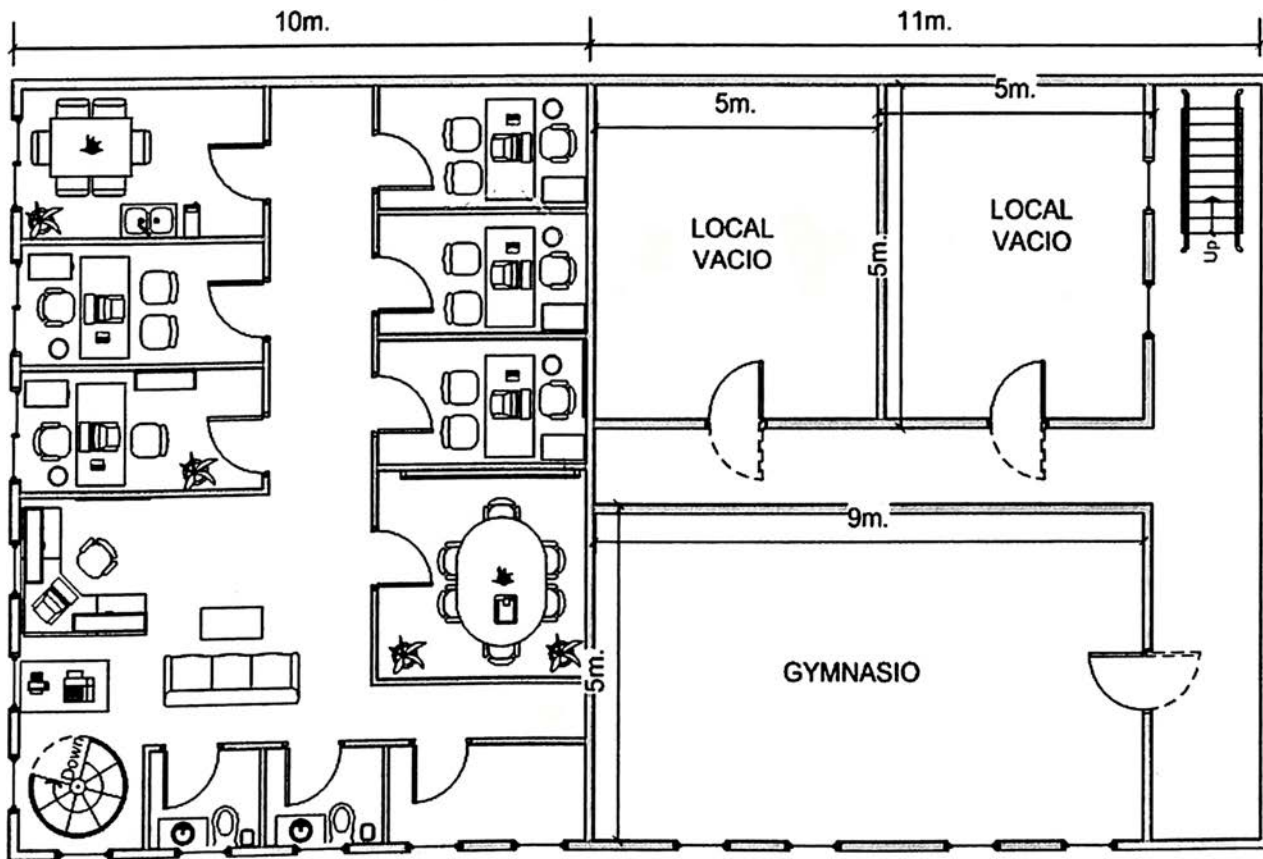 10m.
11m.
5m.
5m.
LOCAL
VACIO
LOCAL
VACIO
5m.
Up
9m.
GYMNASIO
5m.
Down